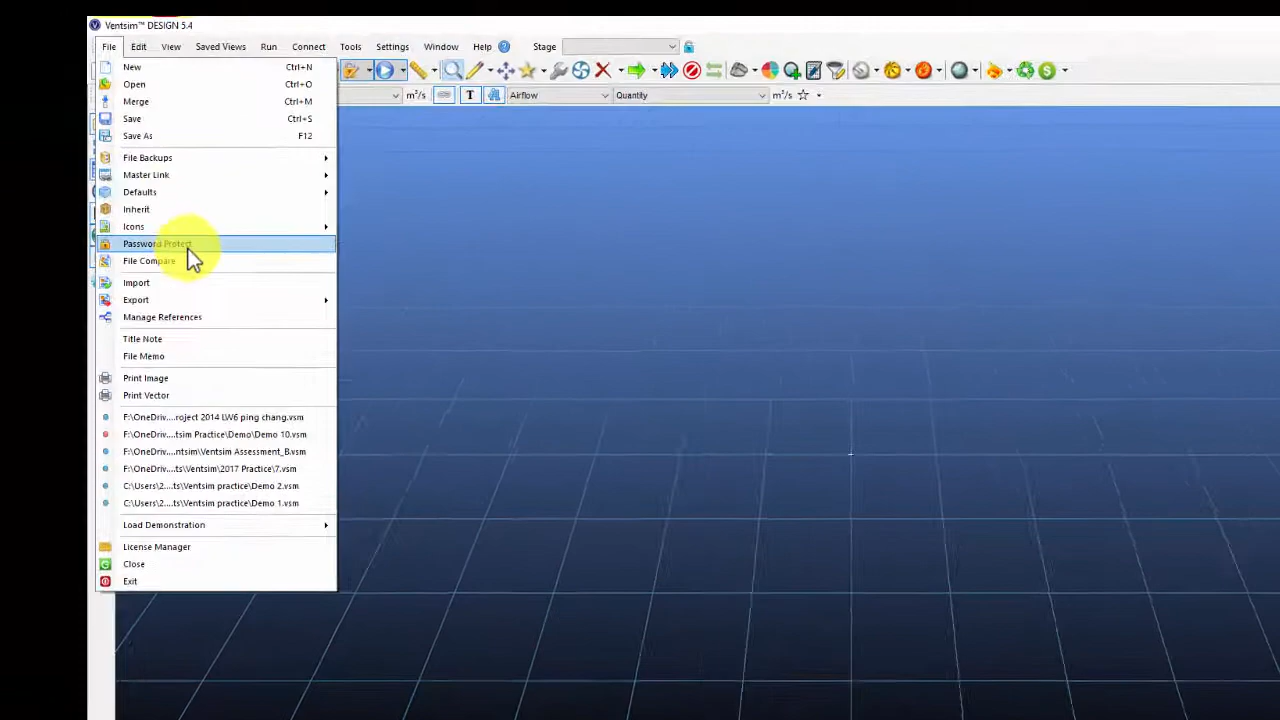 Ventsim™ DESIGN 5.4
File Edit View Saved Views Run Connect Tools Settings Window Help Stage
m³/s T Airflow Quantity m³/s
New Ctrl+N
Open Ctrl+O
Merge Ctrl+M
Save Ctrl+S
Save As F12
File Backups
Master Link
Defaults
Inherit
Icons
Password Protect
File Compare
Import
Export
Manage References
Title Note
File Memo
Print Image
Print Vector
F:\OneDriv....roject 2014 LW6 ping chang.vsm
F:\OneDriv....tsim Practice\Demo\Demo 10.vsm
F:\OneDriv....ntsim\Ventsim Assessment_B.vsm
F:\OneDriv....ts\Ventsim\2017 Practice\7.vsm
C:\Users\2....ts\Ventsim practice\Demo 2.vsm
C:\Users\2....ts\Ventsim practice\Demo 1.vsm
Load Demonstration
License Manager
Close
Exit